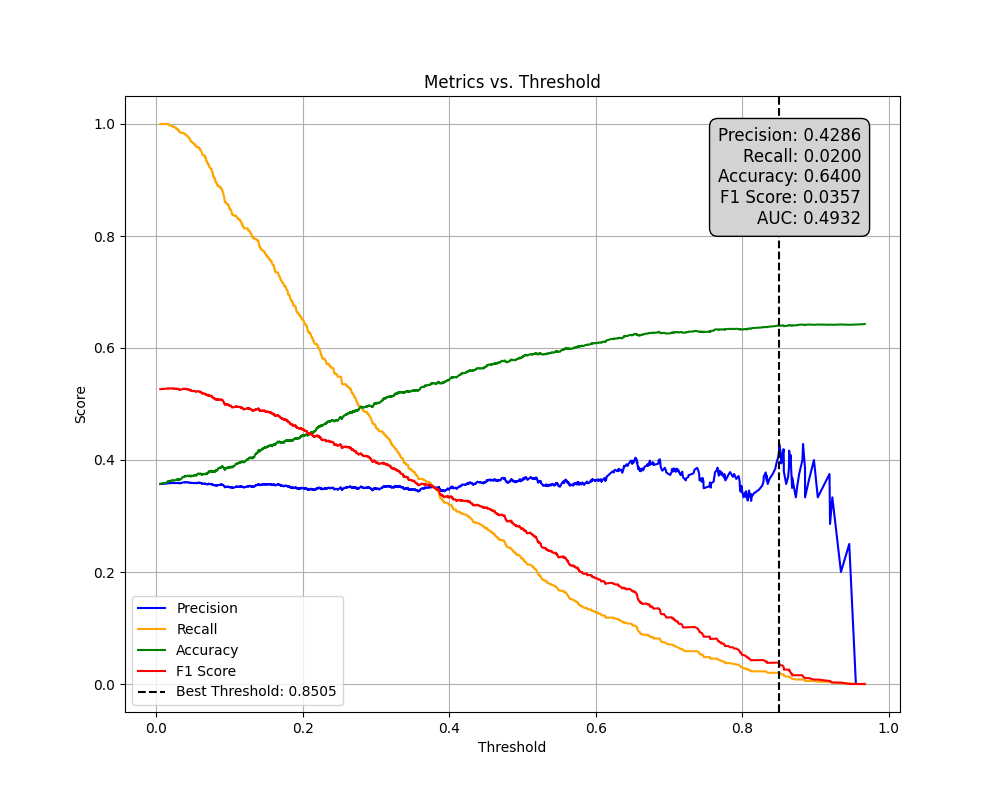 Metrics vs. Threshold
Precision: 0.4286
Recall: 0.0200
Accuracy: 0.6400
F1 Score: 0.0357
AUC: 0.4932
Score
1.0
0.8
0.6
0.4
0.2
0.0
Precision
Recall
Accuracy
F1 Score
Best Threshold: 0.8505
0.0 0.2 0.4 0.6 0.8 1.0
Threshold